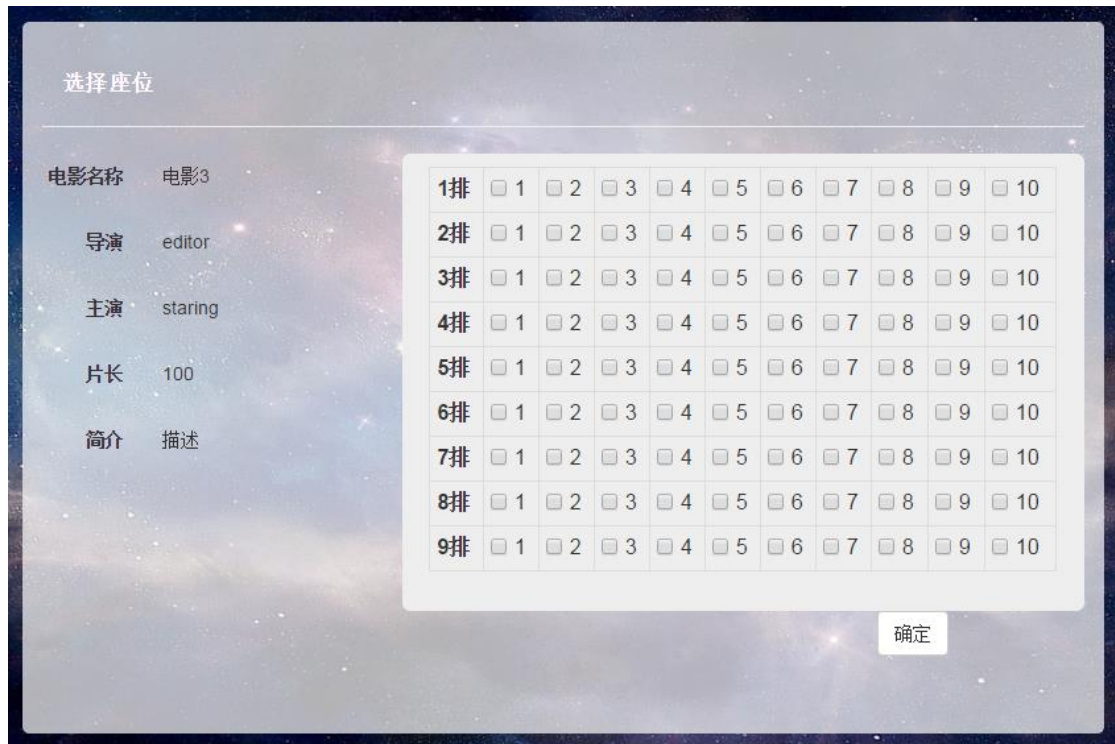 选择座位
电影名称 电影3
导演 editor
主演 staring
片长 100
简介 描述
1排 1 2 3 4 5 6 7 8 9 10
2排 1 2 3 4 5 6 7 8 9 10
3排 1 2 3 4 5 6 7 8 9 10
4排 1 2 3 4 5 6 7 8 9 10
5排 1 2 3 4 5 6 7 8 9 10
6排 1 2 3 4 5 6 7 8 9 10
7排 1 2 3 4 5 6 7 8 9 10
8排 1 2 3 4 5 6 7 8 9 10
9排 1 2 3 4 5 6 7 8 9 10
确定